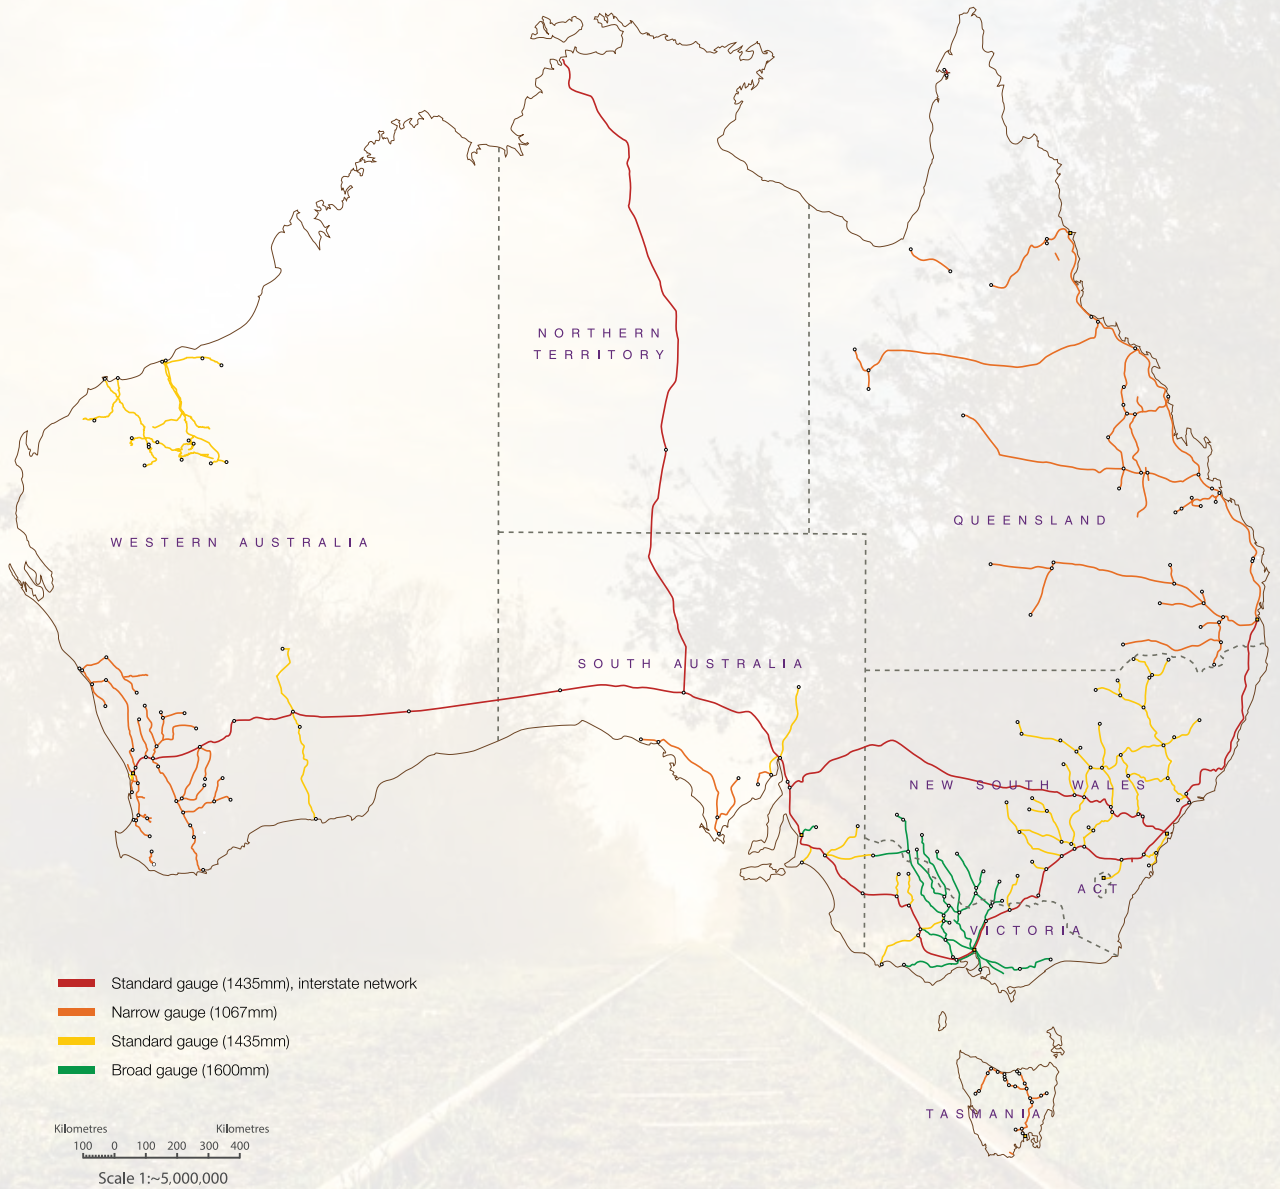 NORTHERN
TERRITORY
QUEENSLAND
WESTERN AUSTRALIA
SOUTH AUSTRALIA
NEW SOUTH WALES
ACT
VICTORIA
Standard gauge (1435mm), interstate network
Narrow gauge (1067mm)
Standard gauge (1435mm)
Broad gauge (1600mm)
TASMANIA
Kilometres Kilometres
100 0 100 200 300 400
Scale 1:~5,000,000